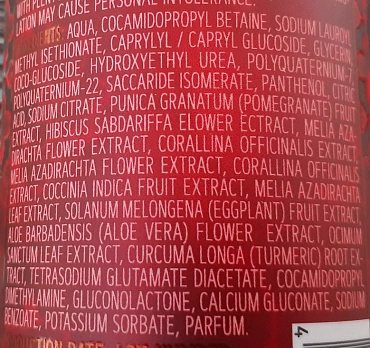 WITH PLEN
LATION MAY CAUSE PERSONAL INTOLERANCE.
INGREDIENTS: AQUA, COCAMIDOPROPYL BETAINE, SODIUM LAUROYL
METHYL ISETHIONATE, CAPRYLYL / CAPRYL GLUCOSIDE, GLYCERIN,
COCO-GLUCOSIDE, HYDROXYETHYL UREA, POLYQUATERNIUM-7,
POLYQUATERNIUM-22, SACCARIDE ISOMERATE, PANTHENOL, CITRIC
ACID, SODIUM CITRATE, PUNICA GRANATUM (POMEGRANATE) FRUIT
EXTRACT, HIBISCUS SABDARIFFA ELOWER ECTRACT, MELIA AZA-
DIRACHTA FLOWER EXTRACT, CORALLINA OFFICINALIS EXTRACT,
MELIA AZADIRACHTA FLOWER EXTRACT, CORALLINA OFFICINALIS
EXTRACT, COCCINIA INDICA FRUIT EXTRACT, MELIA AZADIRACHTA
LEAF EXTRACT, SOLANUM MELONGENA (EGGPLANT) FRUIT EXTRACT,
ALOE BARBADENSIS (ALOE VERA) FLOWER EXTRACT, OCIMUM
SANCTUM LEAF EXTRACT, CURCUMA LONGA (TURMERIC) ROOT EX-
TRACT, TETRASODIUM GLUTAMATE DIACETATE, COCAMIDOPROPYL
DIMETHYLAMINE, GLUCONOLACTONE, CALCIUM GLUCONATE, SODIUM
BENZOATE, POTASSIUM SORBATE, PARFUM.
4